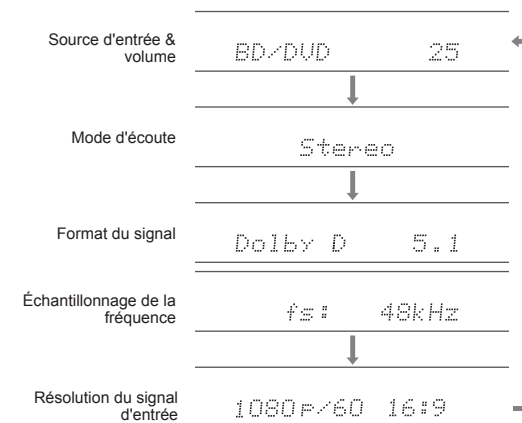 Source d'entrée &
volume
BD/DVD 25
Mode d'écoute
Stereo
Format du signal
Dolby D 5.1
Échantillonnage de la
fréquence
fs: 48kHz
Résolution du signal
d'entrée
1080p/60 16:9